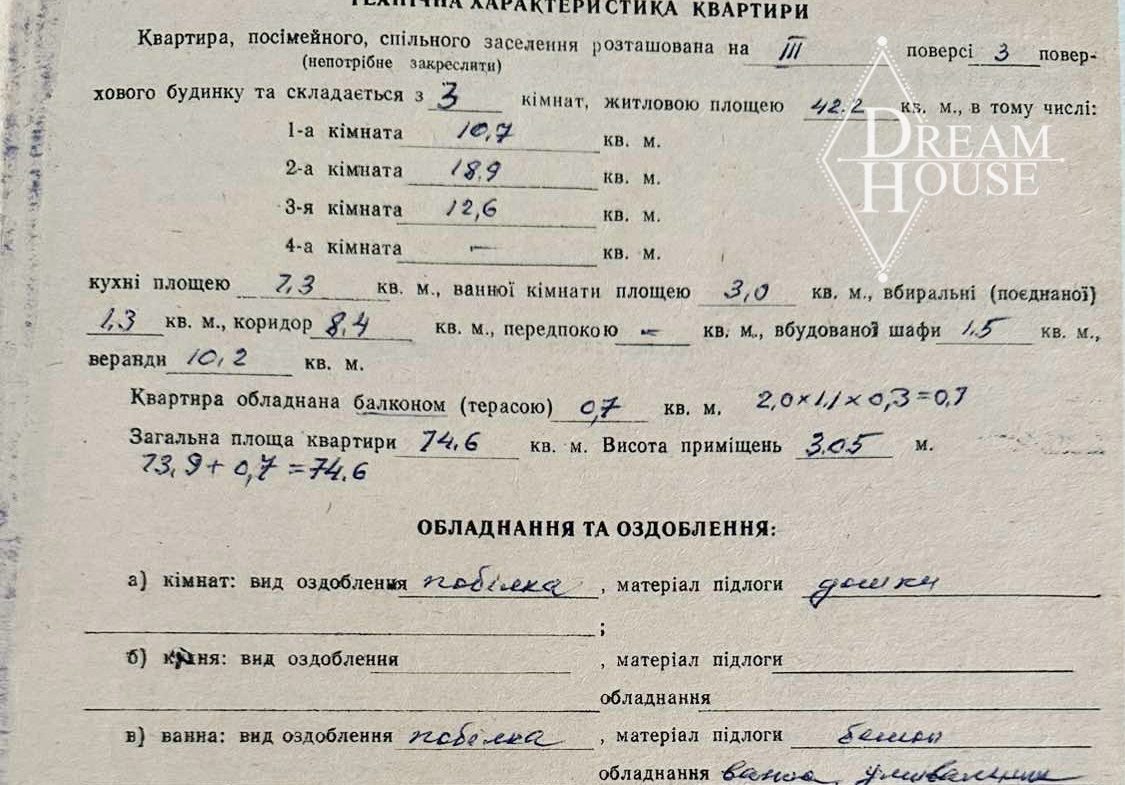 ТЕХНІЧНА ХАРАКТЕРИСТИКА КВАРТИРИ
Квартира, посімейного, спільного заселення розташована на III поверсі 3 повер-
(непотрібне закреслити)
хового будинку та складається з 3 кімнат, житловою площею 42.2 кв. м., в тому числі:
1-а кімната 10,7 кв. м.
2-а кімната 18,9 кв. м.
3-я кімната 12,6 кв. м.
4-а кімната — кв. м.
DREAM
HOUSE
кухні площею 7,3 кв. м., ванної кімнати площею 3,0 кв. м., вбиральні (поєднаної)
1,3 кв. м., коридор 8,4 кв. м., передпокою – кв. м., вбудованої шафи 1.5 кв. м.,
веранди 10,2 кв. м.
Квартира обладнана балконом (терасою) 0,7 кв. м. 2,0×1,1×0,3=0,7
Загальна площа квартири 74.6 кв. м. Висота приміщень 3.05 м.
73,9+0,7=74.6
ОБЛАДНАННЯ ТА ОЗДОБЛЕННЯ:
а) кімнат: вид оздоблення побілка, матеріал підлоги дошки
;
б) кухня: вид оздоблення , матеріал підлоги
обладнання
в) ванна: вид оздоблення побілка, матеріал підлоги бетон
обладнання ванна, умивальник